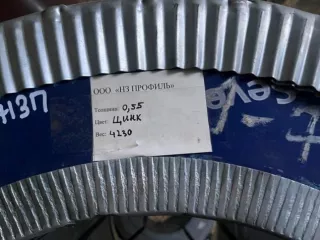 НЗП
ООО «НЗ ПРОФИЛЬ»
Толщина: 0,55
Цвет: ЦИНК
Вес: 4230